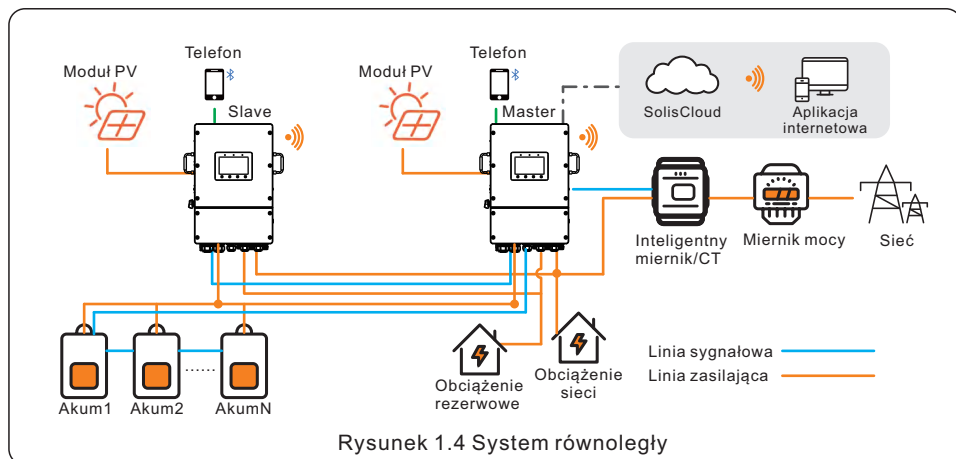 Telefon
Telefon
Moduł PV
Moduł PV
Slave
Master
SolisCloud
Aplikacja
internetowa
Inteligentny
miernik/CT
Miernik mocy
Sieć
Akum1
Akum2
......
AkumN
Obciążenie
rezerwowe
Obciążenie
sieci
Linia sygnałowa
Linia zasilająca
Rysunek 1.4 System równoległy